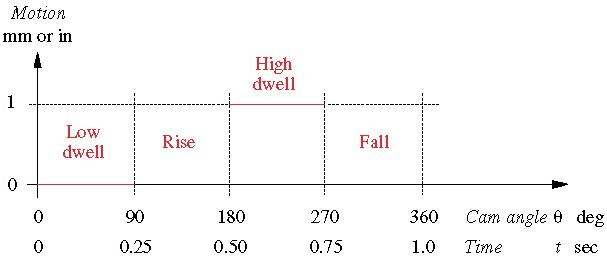 Motion
mm or in
High
dwell
1
Low
dwell
Rise
Fall
0
0 90 180 270 360 Cam angle θ deg
0 0.25 0.50 0.75 1.0 Time t sec